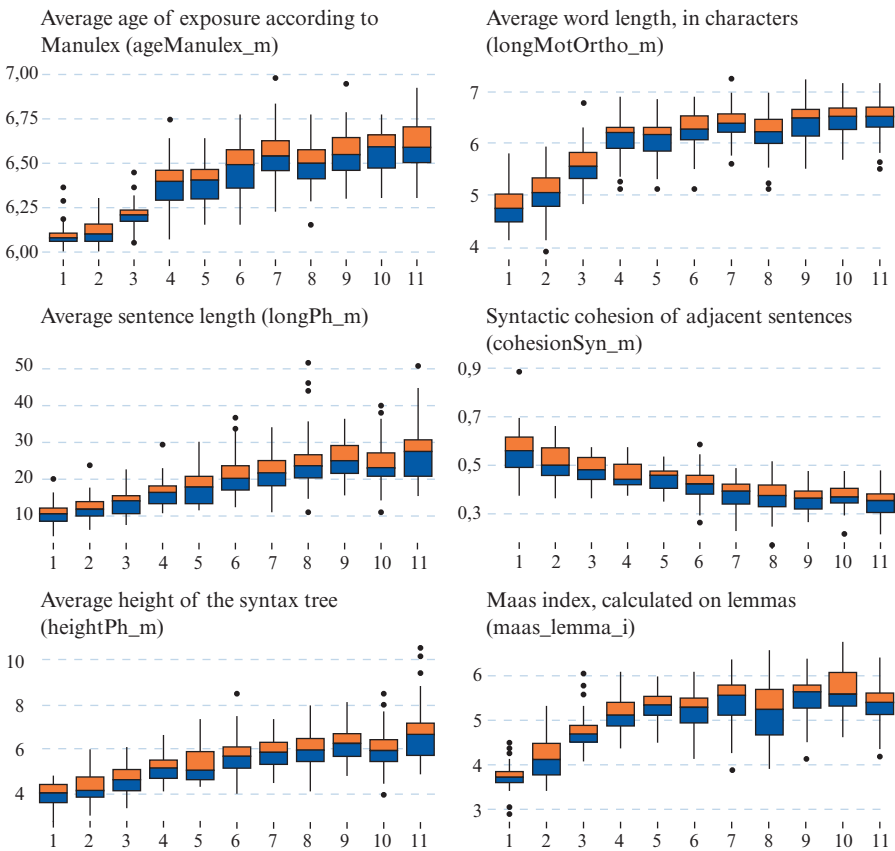 Average age of exposure according to
Manulex (ageManulex_m)
7,00
6,75
6,50
6,25
6,00
1 2 3 4 5 6 7 8 9 10 11
Average word length, in characters
(longMotOrtho_m)
7
6
5
4
1 2 3 4 5 6 7 8 9 10 11
Average sentence length (longPh_m)
50
40
30
20
10
1 2 3 4 5 6 7 8 9 10 11
Syntactic cohesion of adjacent sentences
(cohesionSyn_m)
0,9
0,7
0,5
0,3
1 2 3 4 5 6 7 8 9 10 11
Average height of the syntax tree
(heightPh_m)
10
8
6
4
1 2 3 4 5 6 7 8 9 10 11
Maas index, calculated on lemmas
(maas_lemma_i)
6
5
4
3
1 2 3 4 5 6 7 8 9 10 11